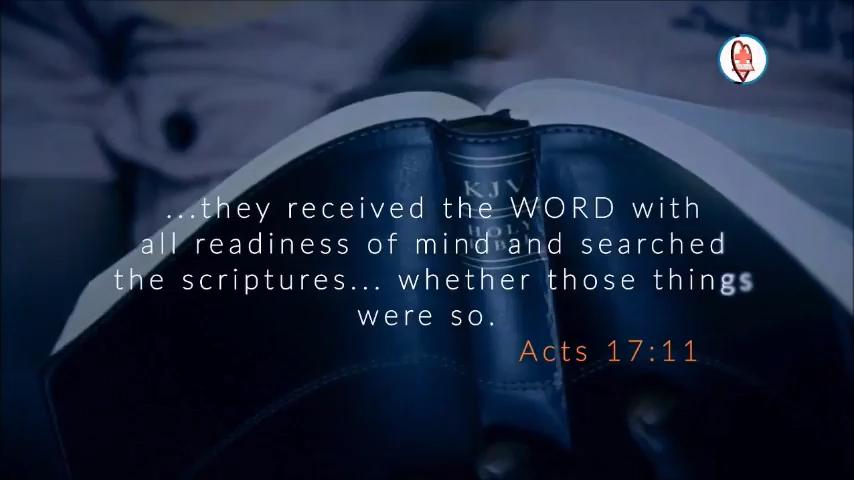 KJV
HOLY
...they received the WORD with
all readiness of mind and searched
the scriptures... whether those things
were so.
Acts 17:11